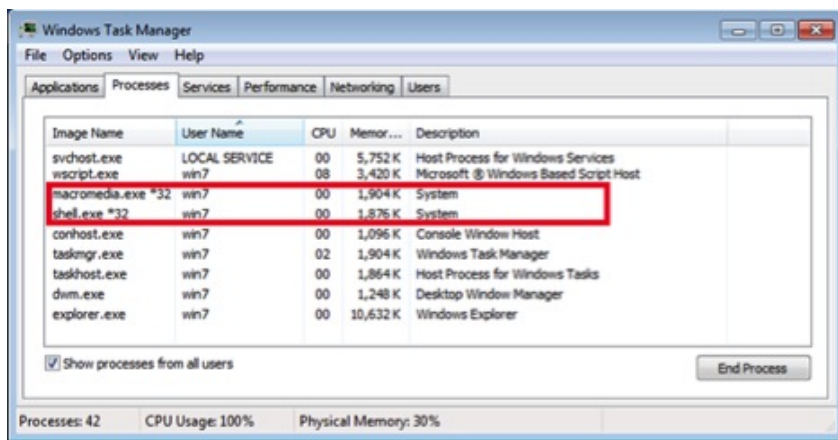 Windows Task Manager
File Options View Help
Applications Processes Services Performance Networking Users
Image Name User Name CPU Memor... Description
svchost.exe LOCAL SERVICE 00 5,752 K Host Process for Windows Services
wscript.exe win7 08 3,420 K Microsoft ® Windows Based Script Host
macromedia.exe *32 win7 00 1,904 K System
shell.exe *32 win7 00 1,876 K System
conhost.exe win7 00 1,096 K Console Window Host
taskmgr.exe win7 02 1,904 K Windows Task Manager
taskhost.exe win7 00 1,864 K Host Process for Windows Tasks
dwm.exe win7 00 1,248 K Desktop Window Manager
explorer.exe win7 00 10,632 K Windows Explorer
Show processes from all users End Process
Processes: 42 CPU Usage: 100% Physical Memory: 30%